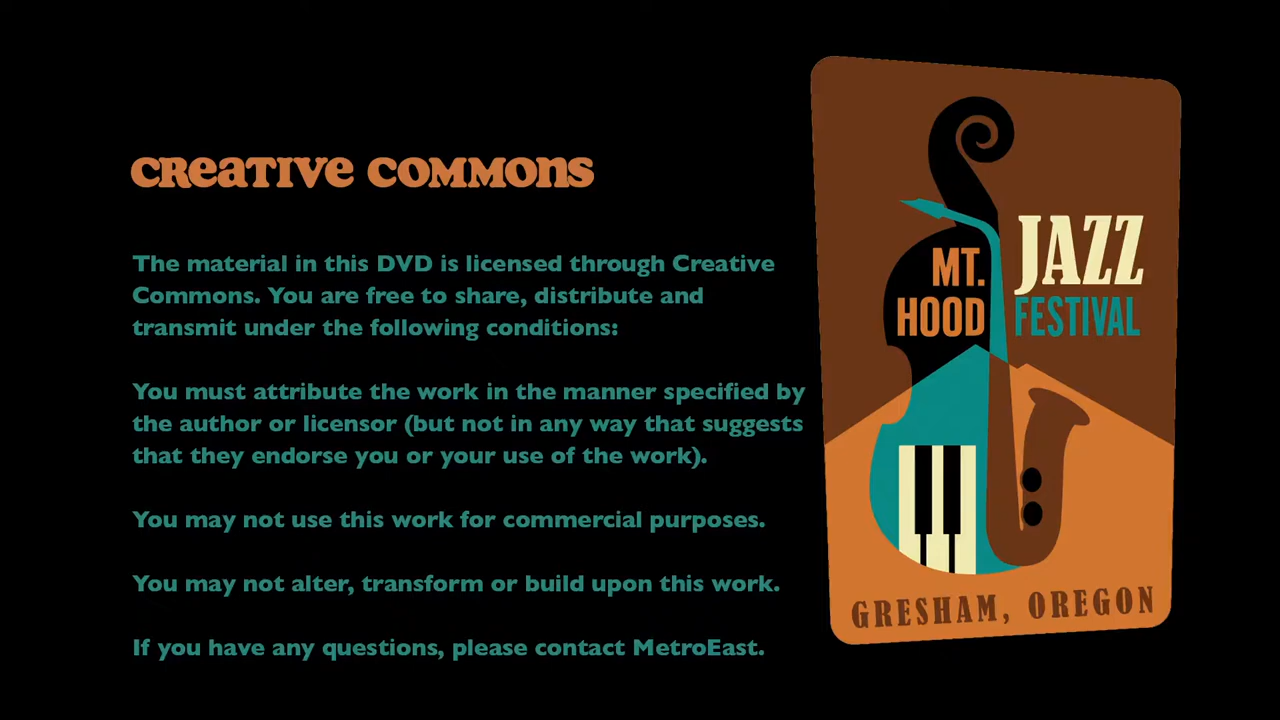 CREATIVE COMMONS
The material in this DVD is licensed through Creative
Commons. You are free to share, distribute and
transmit under the following conditions:
You must attribute the work in the manner specified by
the author or licensor (but not in any way that suggests
that they endorse you or your use of the work).
You may not use this work for commercial purposes.
You may not alter, transform or build upon this work.
If you have any questions, please contact MetroEast.
MT.
HOOD
JAZZ
FESTIVAL
GRESHAM, OREGON